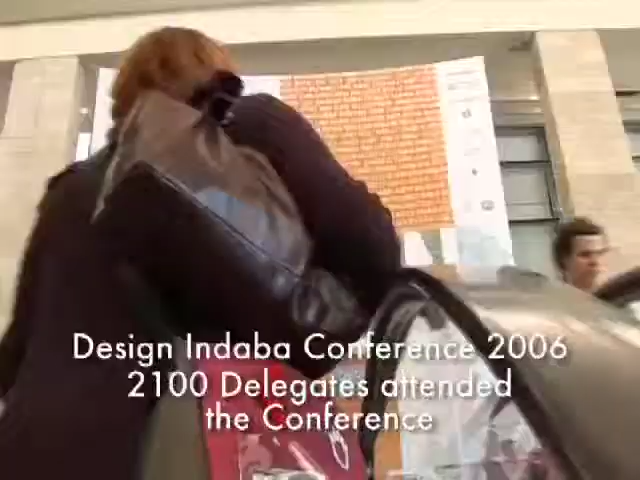 Design Indaba Conference 2006
2100 Delegates attended
the Conference